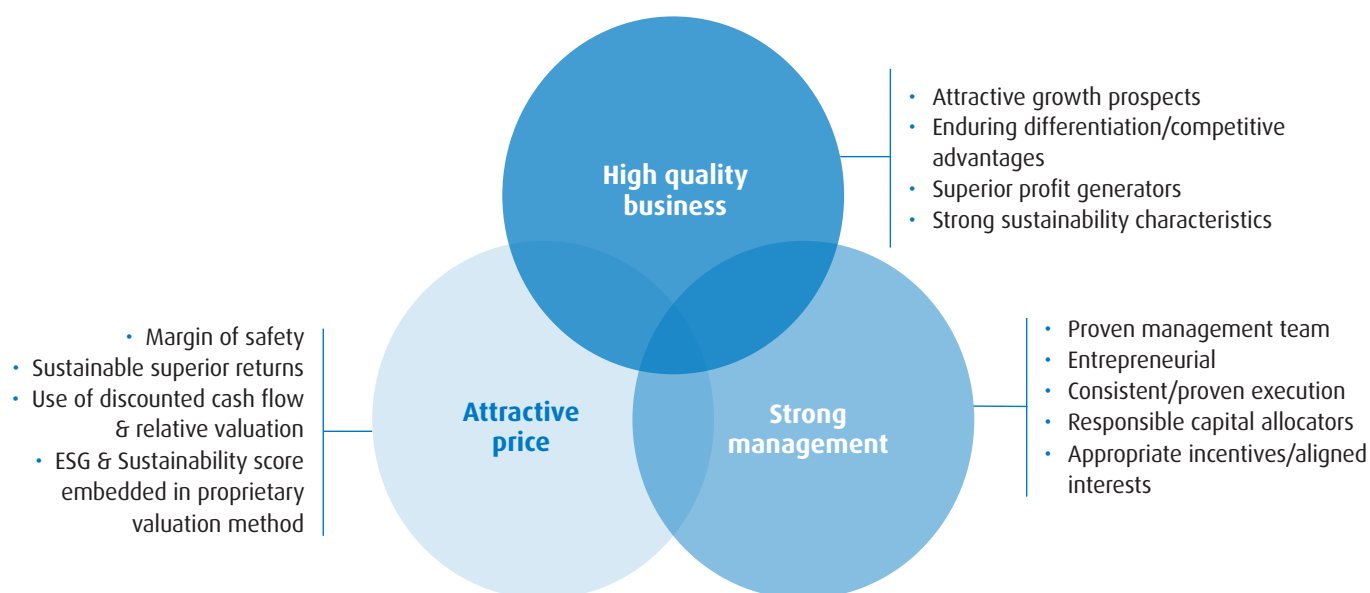 High quality
business
• Attractive growth prospects
• Enduring differentiation/competitive
advantages
• Superior profit generators
• Strong sustainability characteristics
• Margin of safety
• Sustainable superior returns
• Use of discounted cash flow
& relative valuation
• ESG & Sustainability score
embedded in proprietary
valuation method
Attractive
price
Strong
management
• Proven management team
• Entrepreneurial
• Consistent/proven execution
• Responsible capital allocators
• Appropriate incentives/aligned
interests